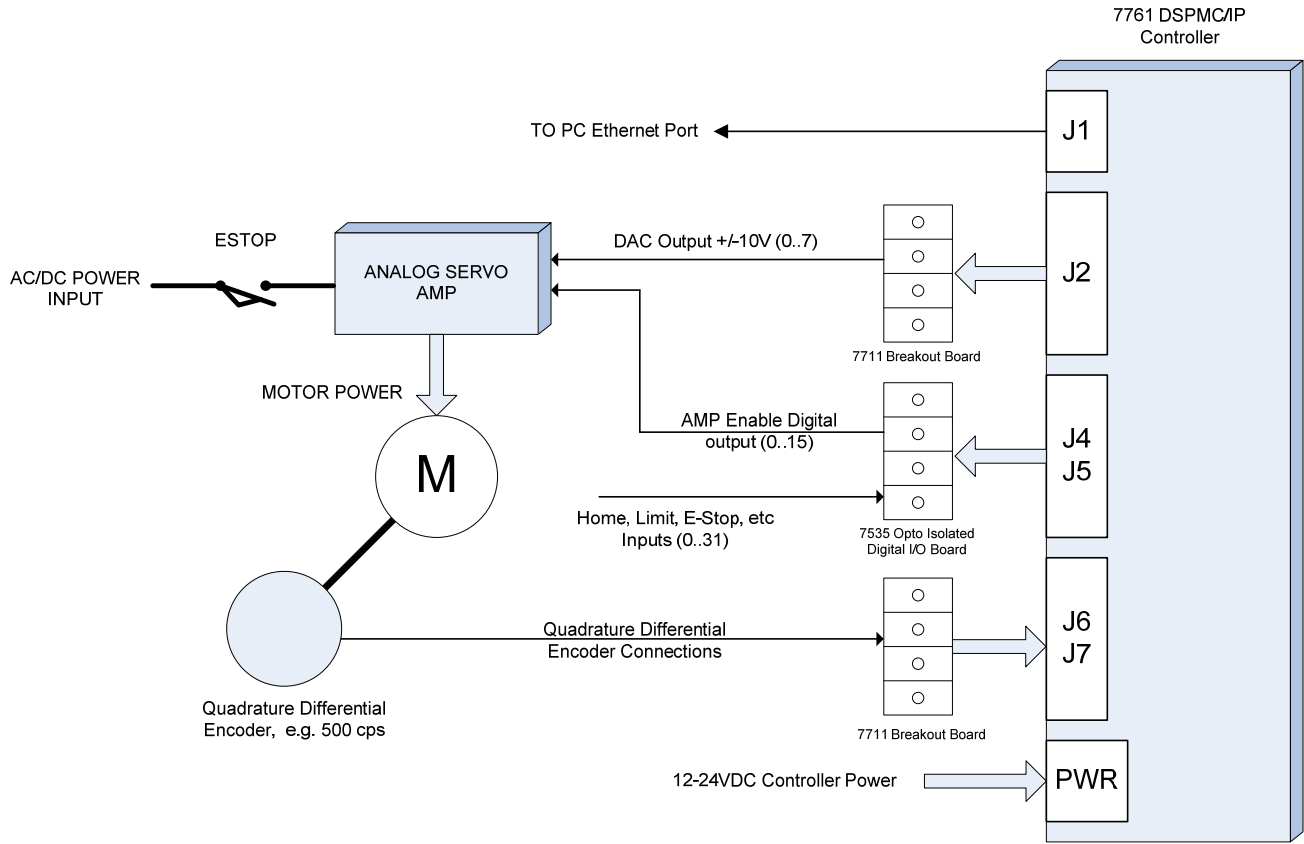 7761 DSPMC/IP
Controller
TO PC Ethernet Port
J1
ESTOP
AC/DC POWER
INPUT
ANALOG SERVO
AMP
DAC Output +/-10V (0..7)
J2
7711 Breakout Board
MOTOR POWER
M
AMP Enable Digital
output (0..15)
J4
J5
Home, Limit, E-Stop, etc
Inputs (0..31)
7535 Opto Isolated
Digital I/O Board
Quadrature Differential
Encoder Connections
J6
J7
Quadrature Differential
Encoder, e.g. 500 cps
7711 Breakout Board
12-24VDC Controller Power
PWR